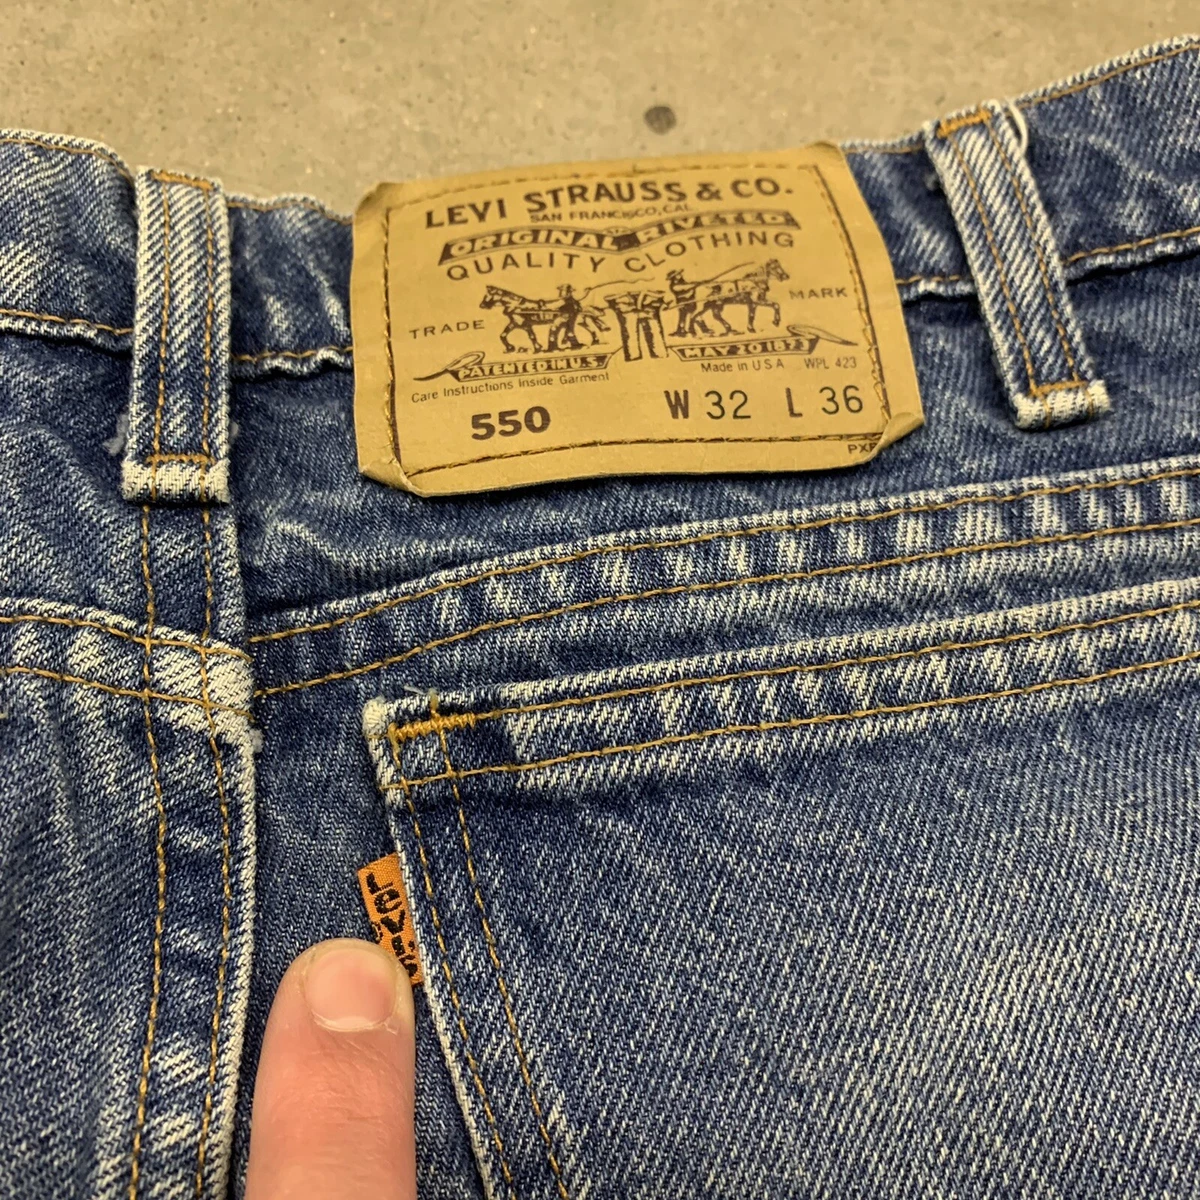 LEVI STRAUSS & CO.
SAN FRANCISCO, CAL.
ORIGINAL RIVETED
QUALITY CLOTHING
TRADE MARK
PATENTED IN U.S. MAY 20 1873
Care Instructions Inside Garment Made in U S A WPL 423
550 W 32 L 36
Levi's